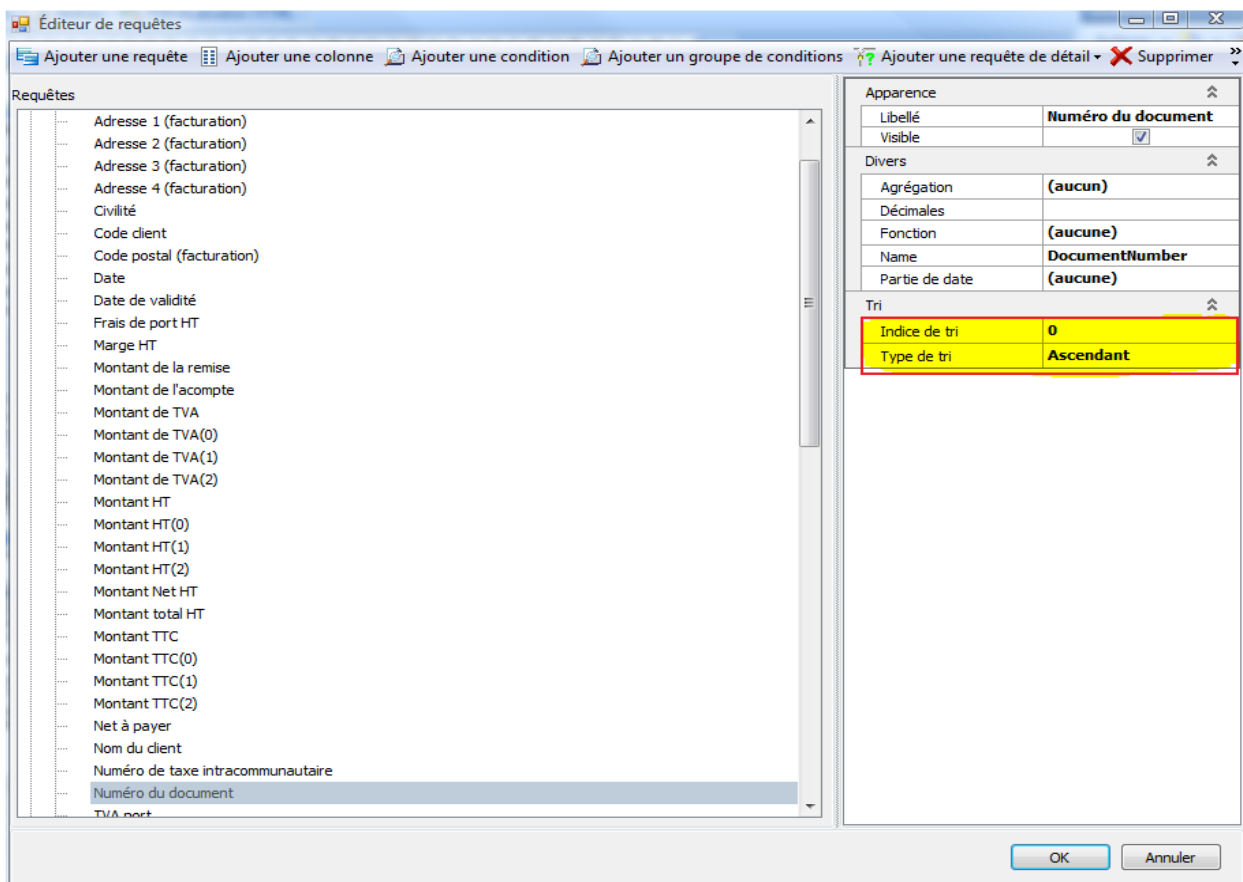 Éditeur de requêtes
Ajouter une requête Ajouter une colonne Ajouter une condition Ajouter un groupe de conditions Ajouter une requête de détail Supprimer
Requêtes
Adresse 1 (facturation)
Adresse 2 (facturation)
Adresse 3 (facturation)
Adresse 4 (facturation)
Civilité
Code client
Code postal (facturation)
Date
Date de validité
Frais de port HT
Marge HT
Montant de la remise
Montant de l'acompte
Montant de TVA
Montant de TVA(0)
Montant de TVA(1)
Montant de TVA(2)
Montant HT
Montant HT(0)
Montant HT(1)
Montant HT(2)
Montant Net HT
Montant total HT
Montant TTC
Montant TTC(0)
Montant TTC(1)
Montant TTC(2)
Net à payer
Nom du client
Numéro de taxe intracommunautaire
Numéro du document
TVA port
Apparence
Libellé Numéro du document
Visible
Divers
Agrégation (aucun)
Décimales
Fonction (aucune)
Name DocumentNumber
Partie de date (aucune)
Tri
Indice de tri 0
Type de tri Ascendant
OK Annuler